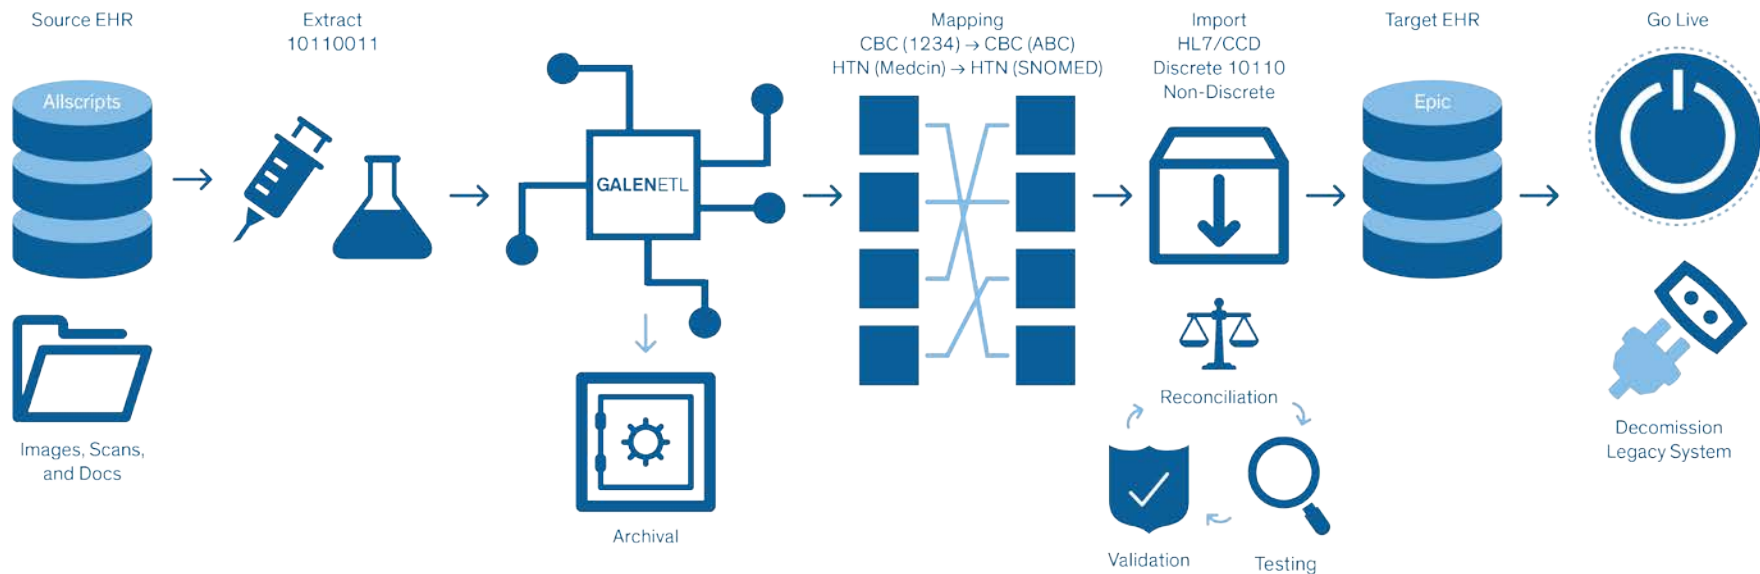 Source EHR
Allscripts
Images, Scans,
and Docs
Extract
10110011
GALENETL
Archival
Mapping
CBC (1234) → CBC (ABC)
HTN (Medcin) → HTN (SNOMED)
Import
HL7/CCD
Discrete 10110
Non-Discrete
Reconciliation
Validation
Testing
Target EHR
Epic
Go Live
Decomission
Legacy System